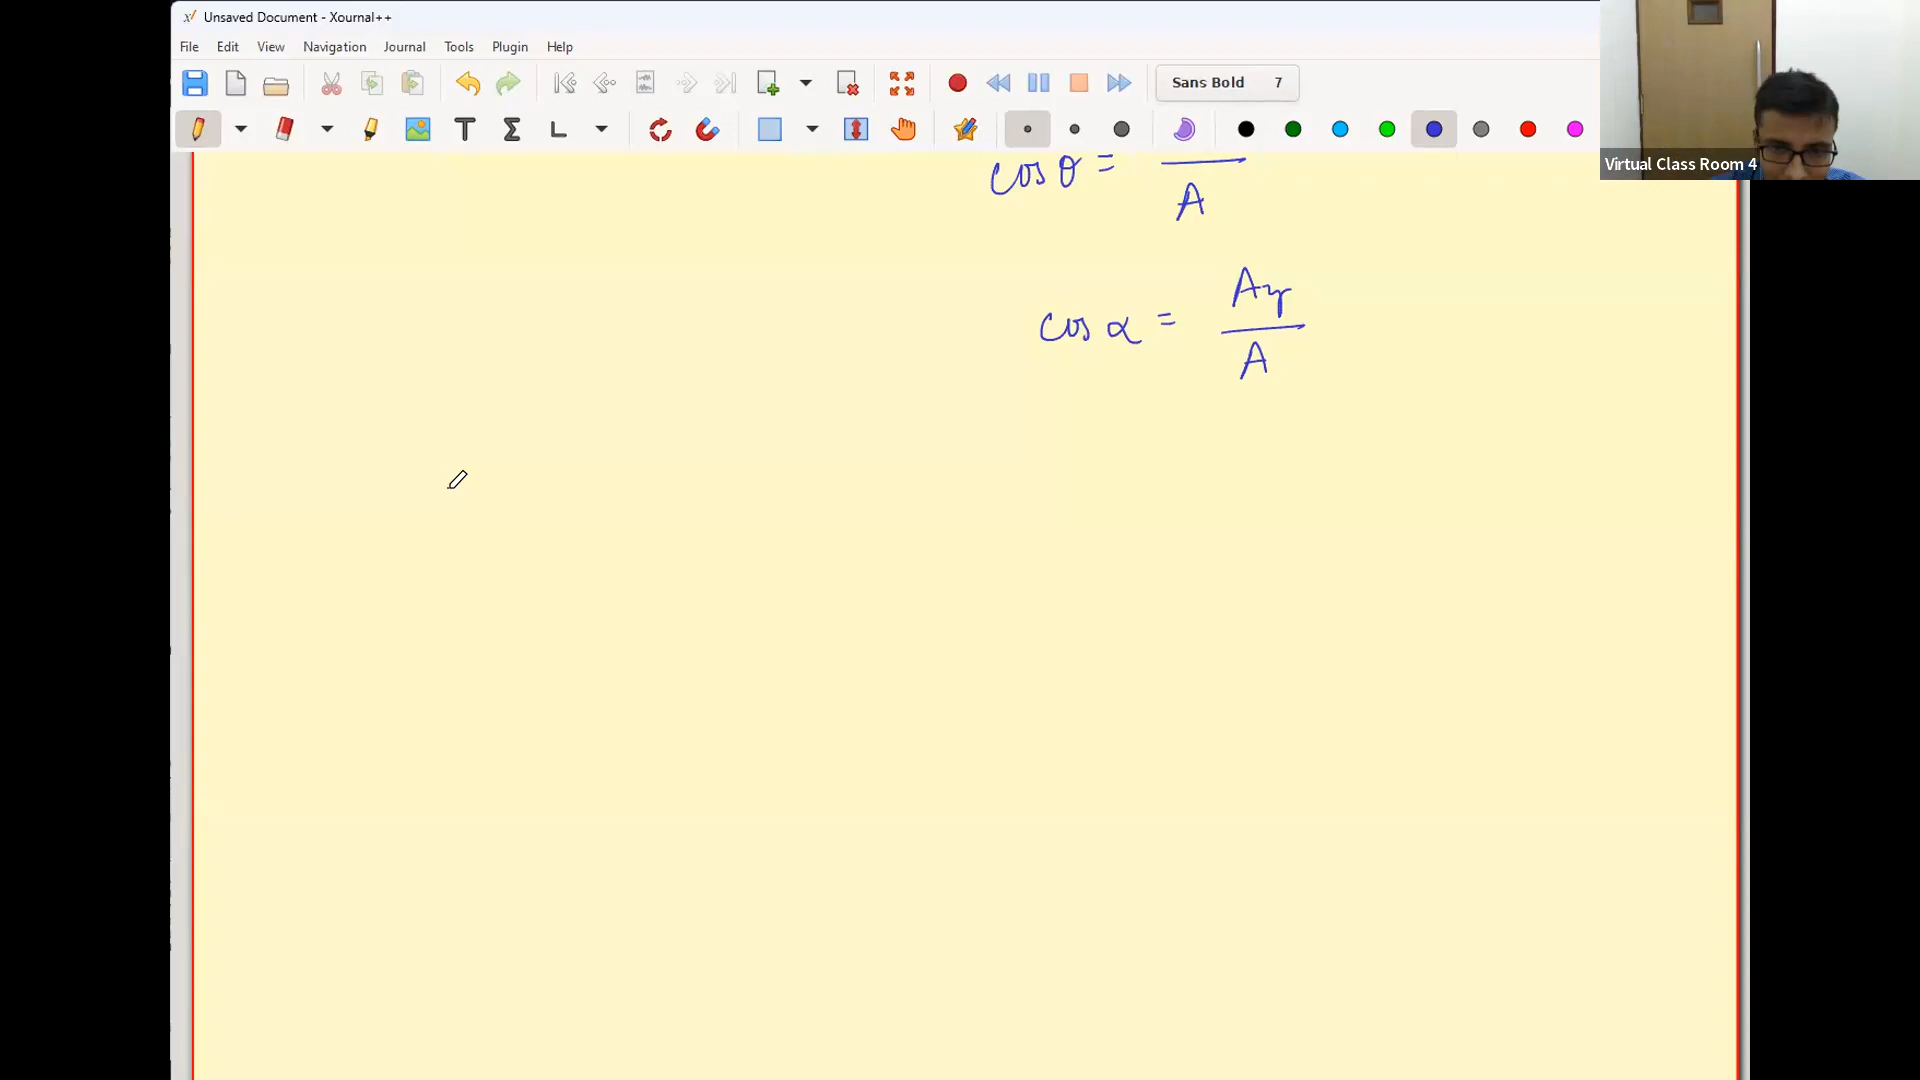 Unsaved Document - Xournal++
File Edit View Navigation Journal Tools Plugin Help
Sans Bold 7
Virtual Class Room 4
cos θ =
A
Ay
cos α =
A